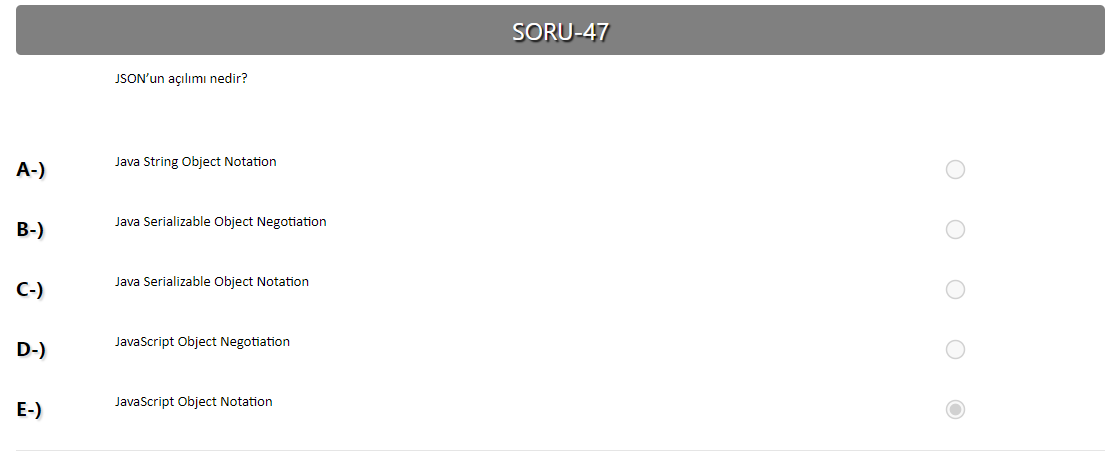 SORU-47
JSON’un açılımı nedir?
A-) Java String Object Notation
B-) Java Serializable Object Negotiation
C-) Java Serializable Object Notation
D-) JavaScript Object Negotiation
E-) JavaScript Object Notation